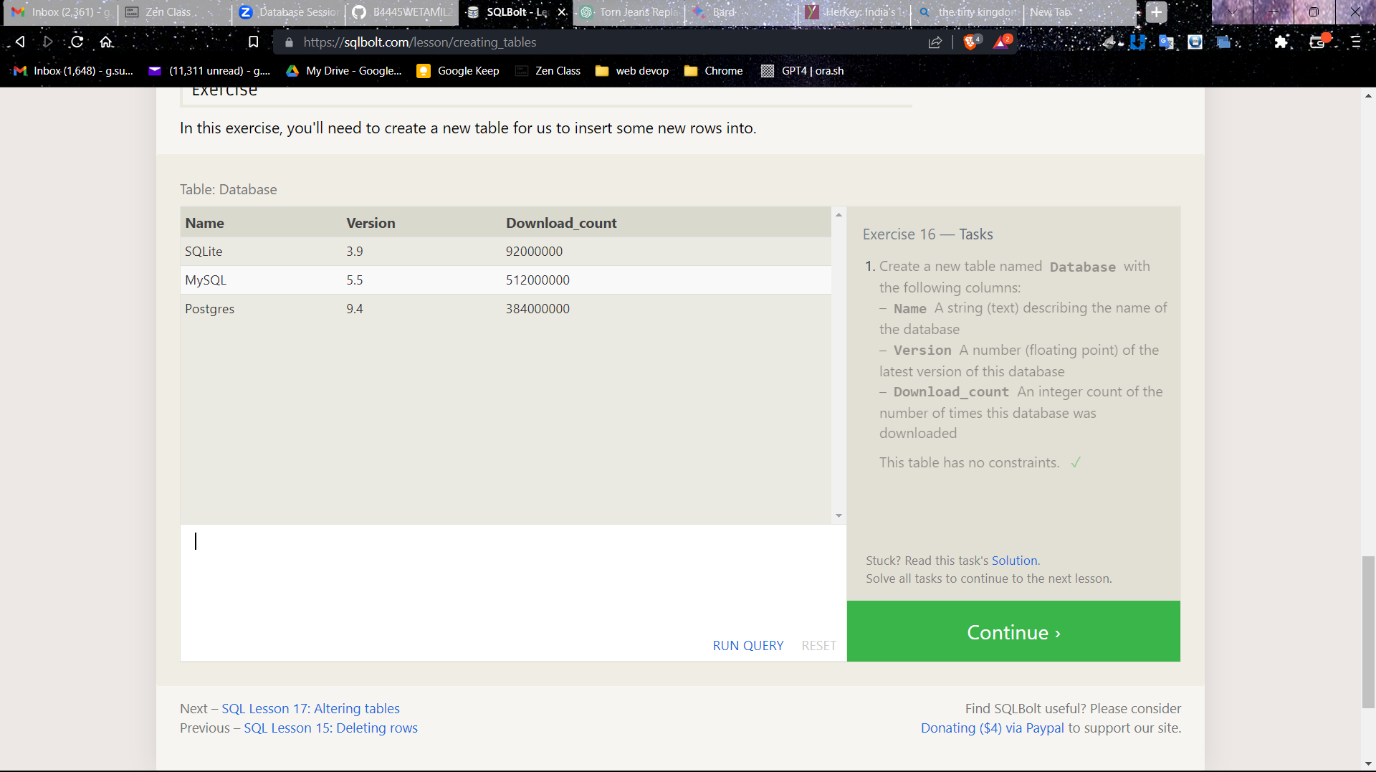 Inbox (2,361) - g
Zen Class
Database Sessio
B4445WETAMIL
SQLBolt - Le
Torn Jeans Repl
Bard
HerKey: India's
the tiny kingdom
New Tab
https://sqlbolt.com/lesson/creating_tables
4
2
Inbox (1,648) - g.su...
(11,311 unread) - g....
My Drive - Google...
Google Keep
Zen Class
web devop
Chrome
GPT4 | ora.sh
Exercise
In this exercise, you'll need to create a new table for us to insert some new rows into.
Table: Database
Name Version Download_count
SQLite 3.9 92000000
MySQL 5.5 512000000
Postgres 9.4 384000000
Exercise 16 — Tasks
1. Create a new table named Database with
the following columns:
– Name A string (text) describing the name of
the database
– Version A number (floating point) of the
latest version of this database
– Download_count An integer count of the
number of times this database was
downloaded
This table has no constraints. ✓
Stuck? Read this task's Solution.
Solve all tasks to continue to the next lesson.
RUN QUERY RESET
Continue ›
Next – SQL Lesson 17: Altering tables
Previous – SQL Lesson 15: Deleting rows
Find SQLBolt useful? Please consider
Donating ($4) via Paypal to support our site.